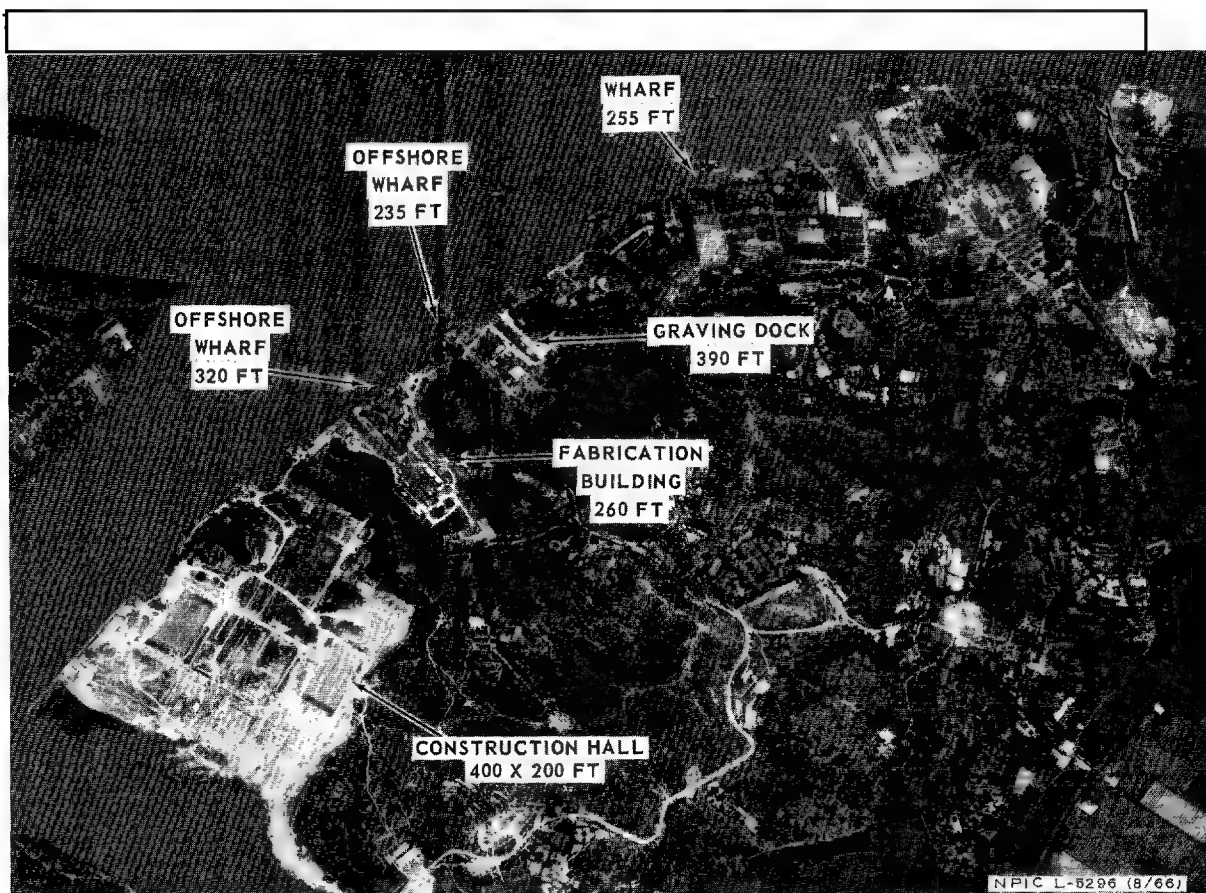 WHARF
255 FT
OFFSHORE
WHARF
235 FT
OFFSHORE
WHARF
320 FT
GRAVING DOCK
390 FT
FABRICATION
BUILDING
260 FT
CONSTRUCTION HALL
400 X 200 FT
NPIC L-5296 (8/66)